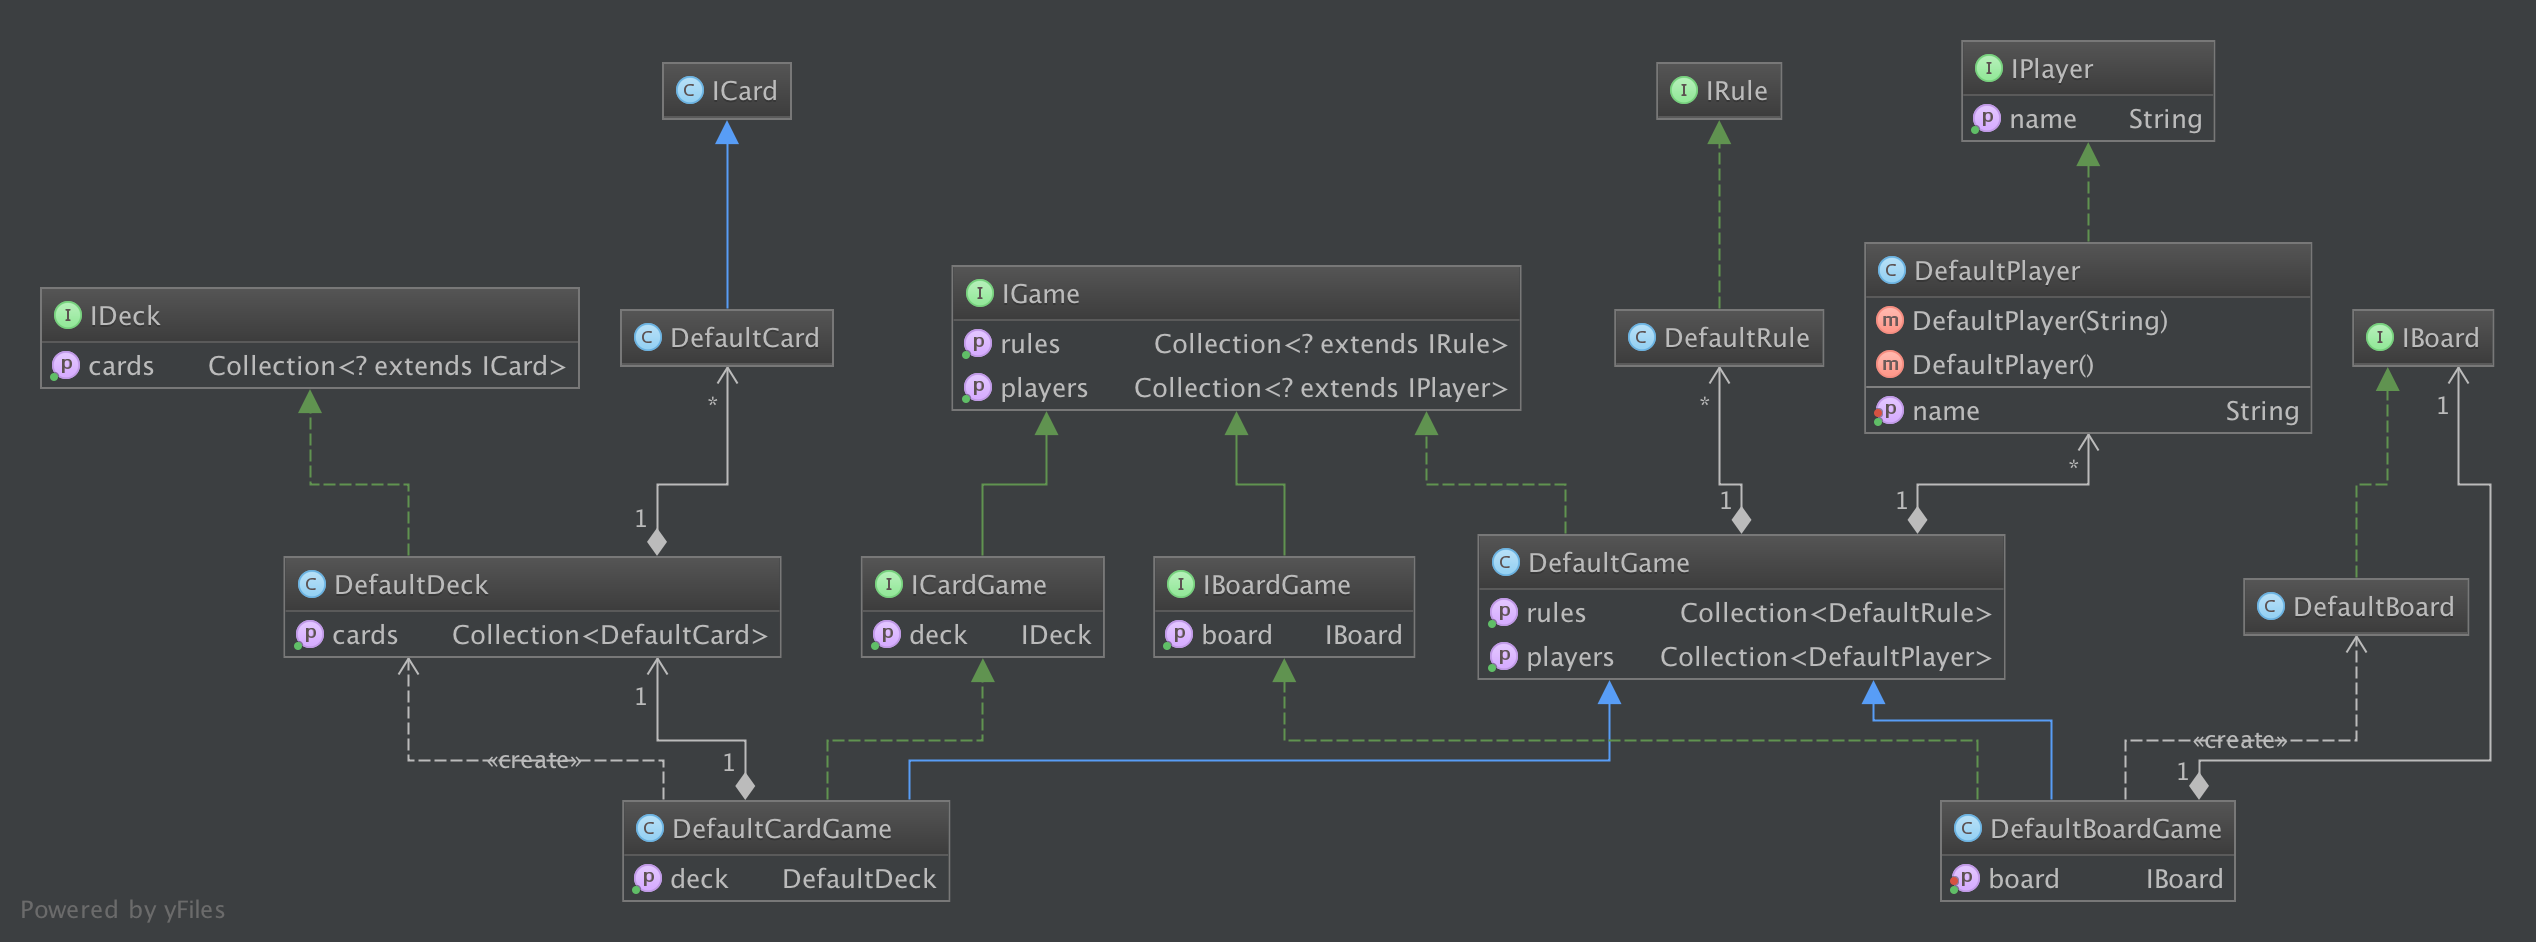 C ICard
I IRule
I IPlayer
p name String
I IDeck
p cards Collection<? extends ICard>
C DefaultCard
*
I IGame
p rules Collection<? extends IRule>
p players Collection<? extends IPlayer>
C DefaultRule
*
C DefaultPlayer
m DefaultPlayer(String)
m DefaultPlayer()
p name String
*
I IBoard
1
1
1
1
C DefaultDeck
p cards Collection<DefaultCard>
1
I ICardGame
p deck IDeck
I IBoardGame
p board IBoard
C DefaultGame
p rules Collection<DefaultRule>
p players Collection<DefaultPlayer>
C DefaultBoard
«create»
1
«create»
1
C DefaultCardGame
p deck DefaultDeck
C DefaultBoardGame
p board IBoard
Powered by yFiles